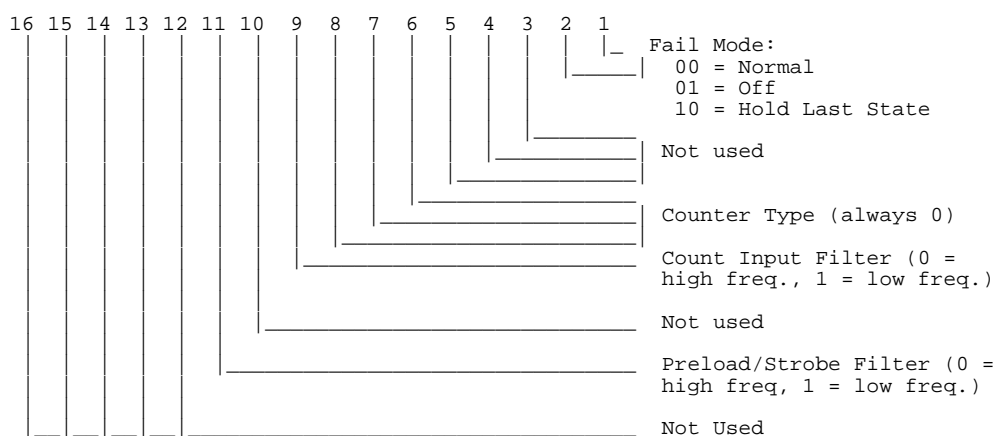 16 15 14 13 12 11 10 9 8 7 6 5 4 3 2 1
Fail Mode:
00 = Normal
01 = Off
10 = Hold Last State
Not used
Counter Type (always 0)
Count Input Filter (0 =
high freq., 1 = low freq.)
Not used
Preload/Strobe Filter (0 =
high freq, 1 = low freq.)
Not Used